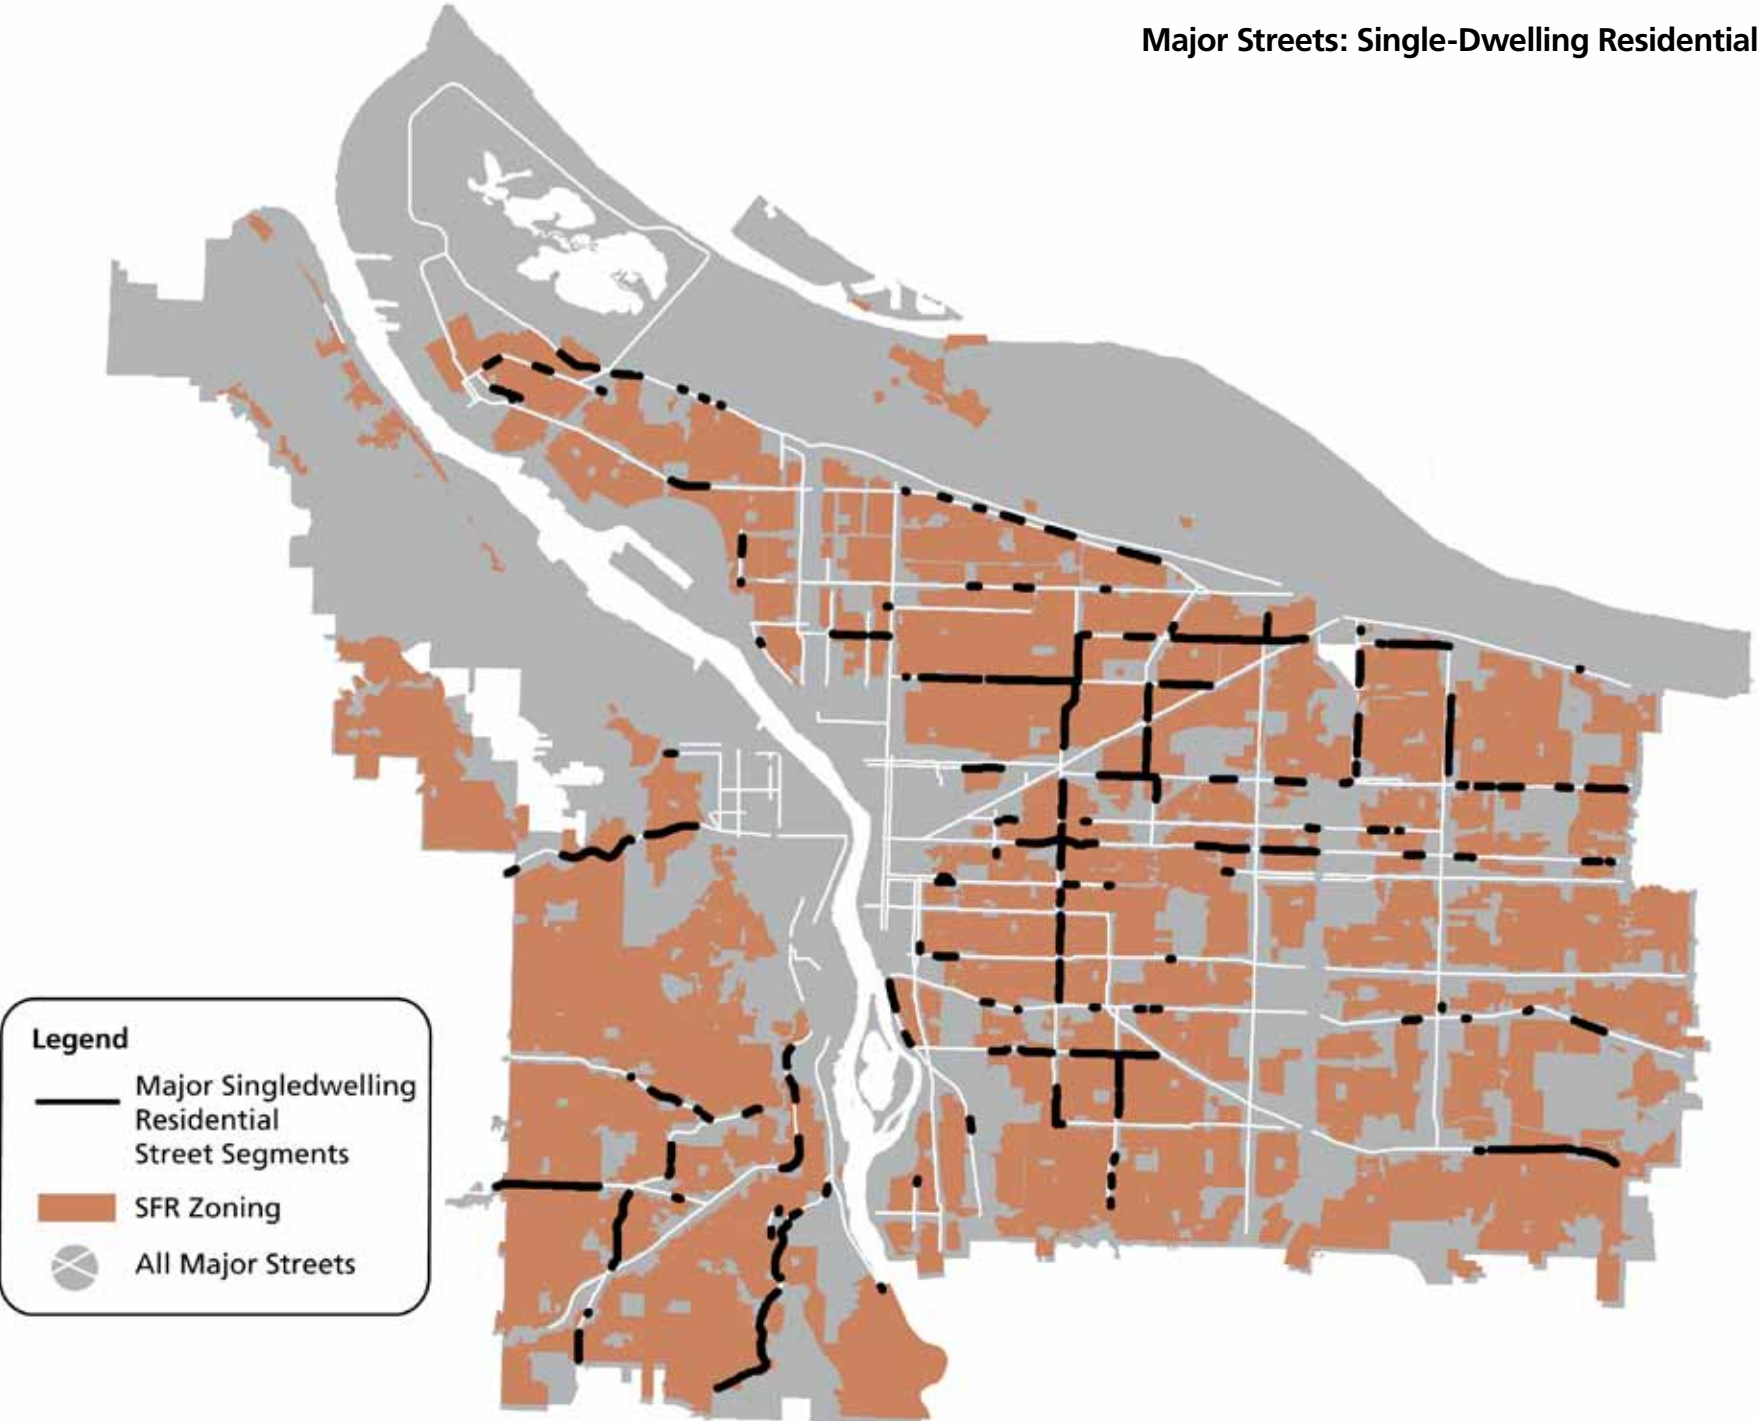 Major Streets: Single-Dwelling Residential
Legend
Major Singledwelling
Residential
Street Segments
SFR Zoning
All Major Streets